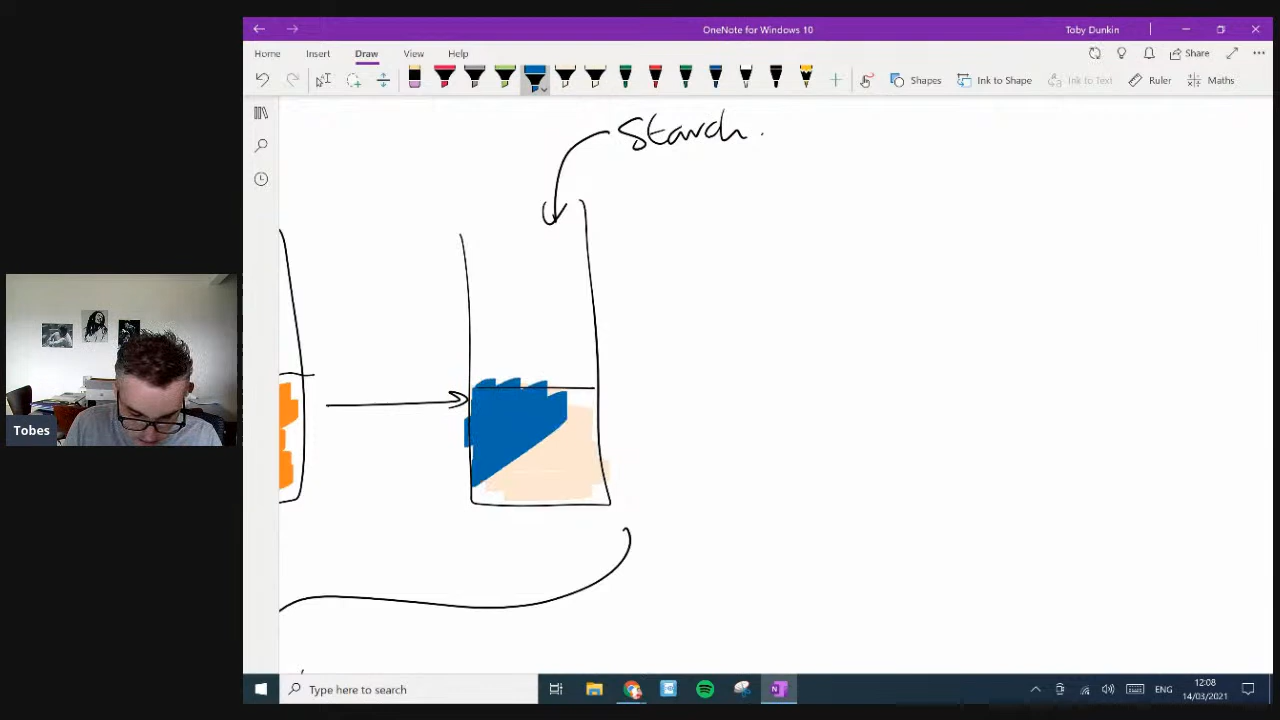 OneNote for Windows 10
Toby Dunkin
Home Insert Draw View Help
Share
Shapes
Ink to Shape
Ink to Text
Ruler
Maths
Starch.
Tobes
Type here to search
ENG
12:08
14/03/2021